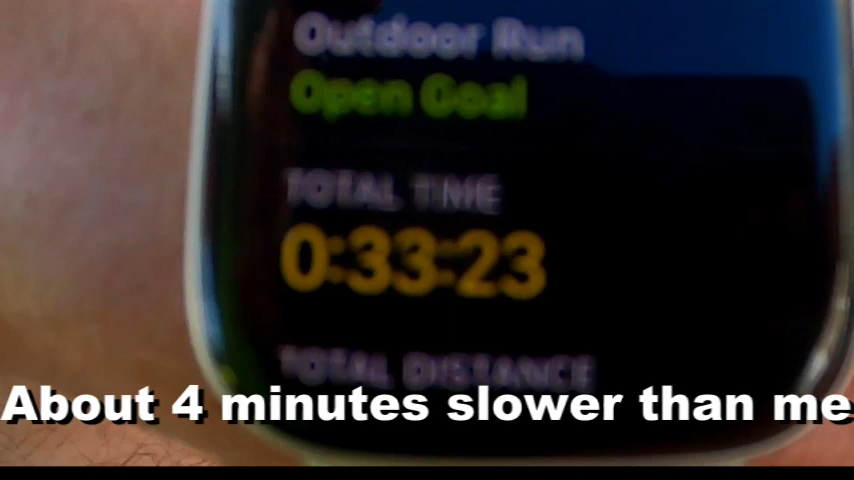 Outdoor Run
Open Goal
TOTAL TIME
0:33:23
TOTAL DISTANCE
About 4 minutes slower than me